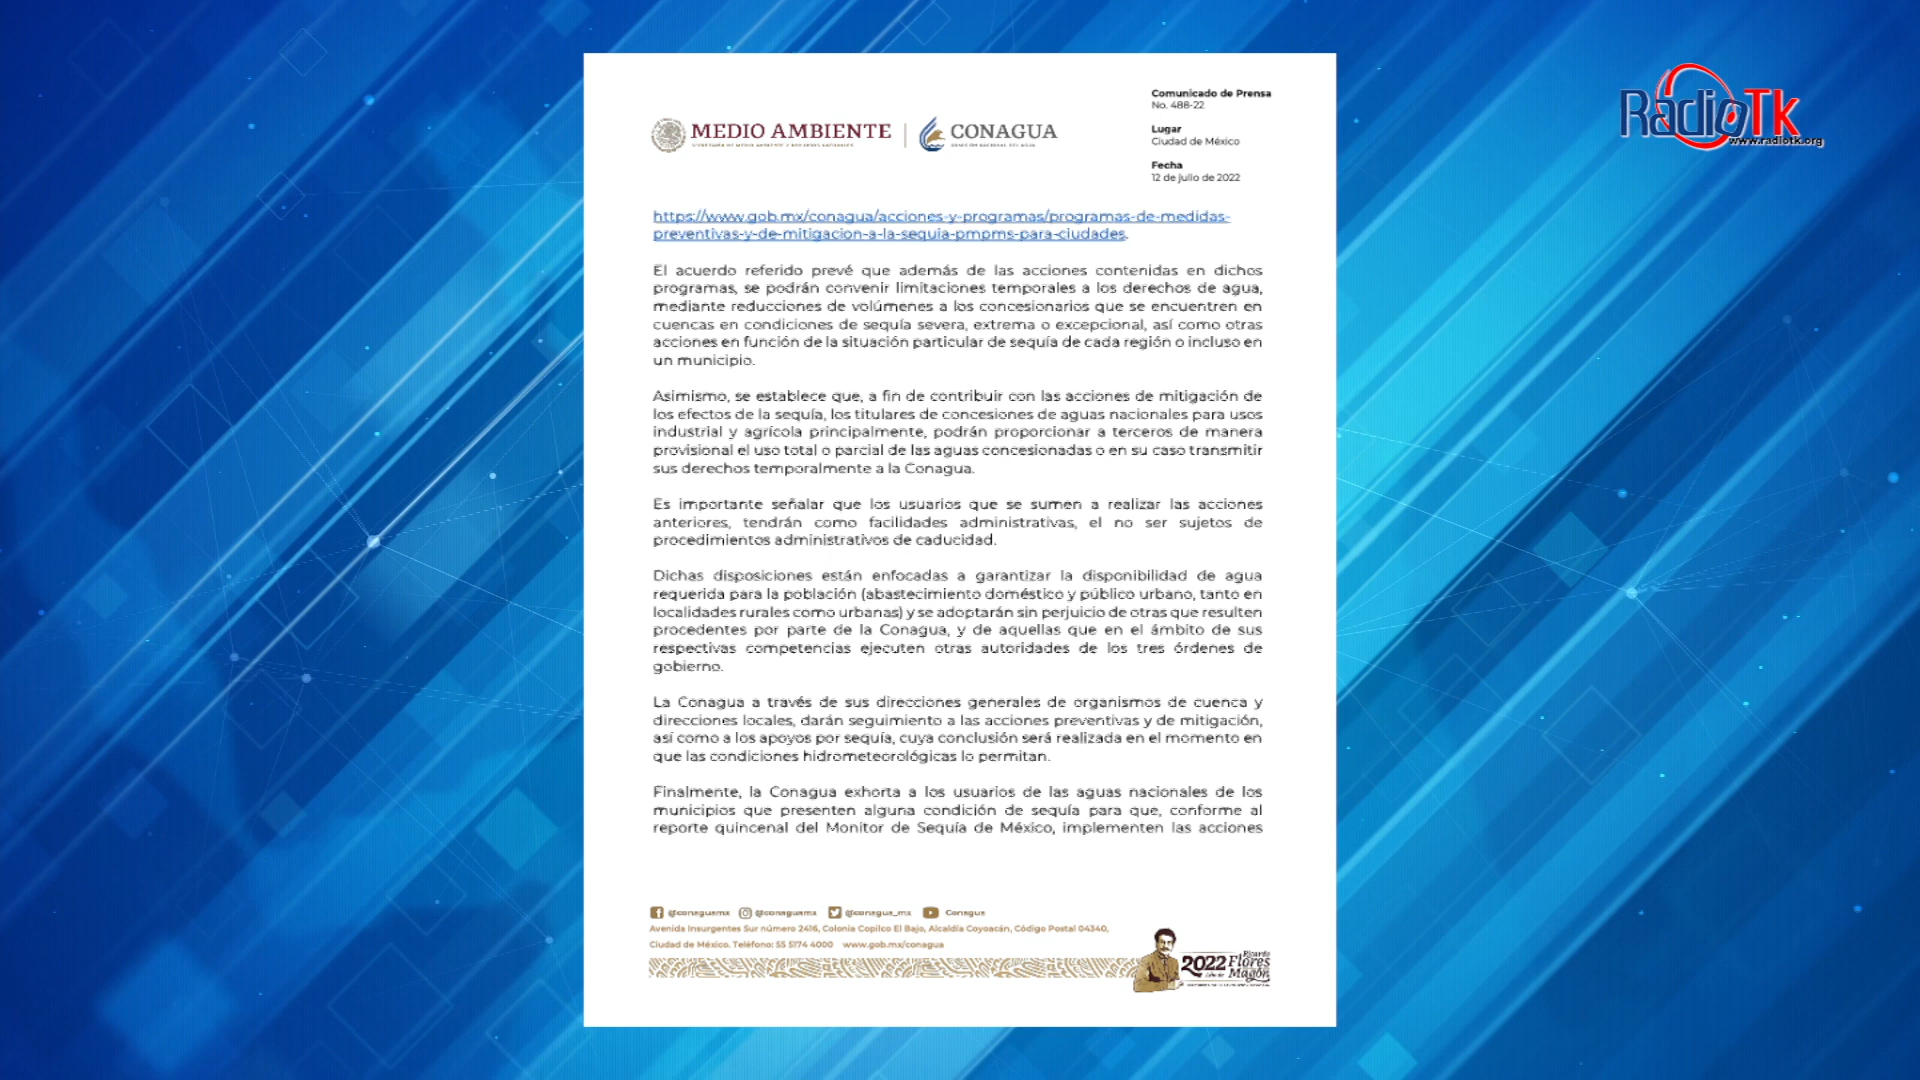 Comunicado de Prensa
No. 488-22
Lugar
Ciudad de México
Fecha
12 de julio de 2022
MEDIO AMBIENTE
SECRETARÍA DE MEDIO AMBIENTE Y RECURSOS NATURALES
CONAGUA
COMISIÓN NACIONAL DEL AGUA
RadioTk
www.radiotk.org
https://www.gob.mx/conagua/acciones-y-programas/programas-de-medidas-
preventivas-y-de-mitigacion-a-la-sequia-pmpms-para-ciudades.
El acuerdo referido prevé que además de las acciones contenidas en dichos
programas, se podrán convenir limitaciones temporales a los derechos de agua,
mediante reducciones de volúmenes a los concesionarios que se encuentren en
cuencas en condiciones de sequía severa, extrema o excepcional, así como otras
acciones en función de la situación particular de sequía de cada región o incluso en
un municipio.
Asimismo, se establece que, a fin de contribuir con las acciones de mitigación de
los efectos de la sequía, los titulares de concesiones de aguas nacionales para usos
industrial y agrícola principalmente, podrán proporcionar a terceros de manera
provisional el uso total o parcial de las aguas concesionadas o en su caso transmitir
sus derechos temporalmente a la Conagua.
Es importante señalar que los usuarios que se sumen a realizar las acciones
anteriores, tendrán como facilidades administrativas, el no ser sujetos de
procedimientos administrativos de caducidad.
Dichas disposiciones están enfocadas a garantizar la disponibilidad de agua
requerida para la población (abastecimiento doméstico y público urbano, tanto en
localidades rurales como urbanas) y se adoptarán sin perjuicio de otras que resulten
procedentes por parte de la Conagua, y de aquellas que en el ámbito de sus
respectivas competencias ejecuten otras autoridades de los tres órdenes de
gobierno.
La Conagua a través de sus direcciones generales de organismos de cuenca y
direcciones locales, darán seguimiento a las acciones preventivas y de mitigación,
así como a los apoyos por sequía, cuya conclusión será realizada en el momento en
que las condiciones hidrometeorológicas lo permitan.
Finalmente, la Conagua exhorta a los usuarios de las aguas nacionales de los
municipios que presenten alguna condición de sequía para que, conforme al
reporte quincenal del Monitor de Sequía de México, implementen las acciones
@conaguamx @conaguamx @conagua_mx Conagua
Avenida Insurgentes Sur número 2416, Colonia Copilco El Bajo, Alcaldía Coyoacán, Código Postal 04340,
Ciudad de México. Teléfono: 55 5174 4000 www.gob.mx/conagua
2022 Ricardo Flores Magón
Año de